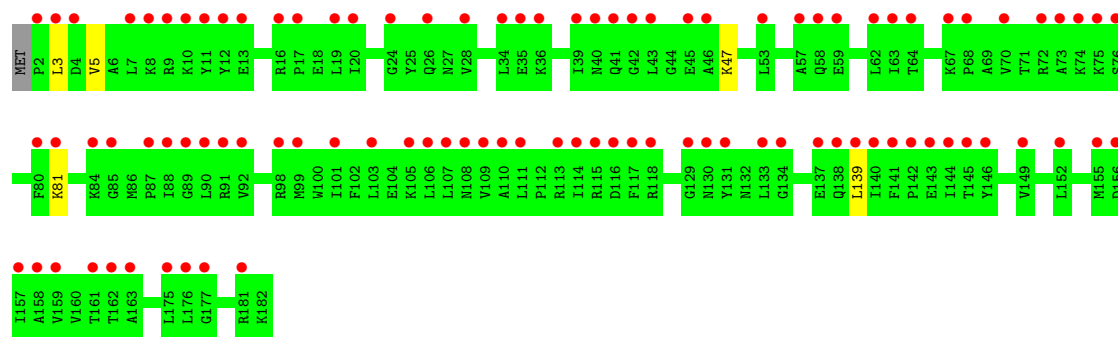 MET P2 L3 D4 V5 A6 L7 K8 R9 K10 Y11 Y12 E13 R16 P17 E18 L19 I20 G24 Y25 Q26 N27 V28 L34 E35 K36 I39 N40 Q41 G42 L43 G44 E45 A46 K47 L53 A57 Q58 E59 L62 I63 T64 K67 P68 A69 V70 T71 R72 A73 K74 K75 S76
F80 K81 K84 G85 M86 P87 I88 G89 L90 R91 V92 R98 M99 W100 I101 F102 L103 E104 K105 L106 L107 N108 V109 A110 L111 P112 R113 I114 R115 D116 F117 R118 G129 N130 Y131 N132 L133 G134 E137 Q138 L139 I140 F141 P142 E143 I144 T145 Y146 V149 L152 M155 D156
I157 A158 V159 V160 T161 T162 A163 L175 L176 G177 R181 K182